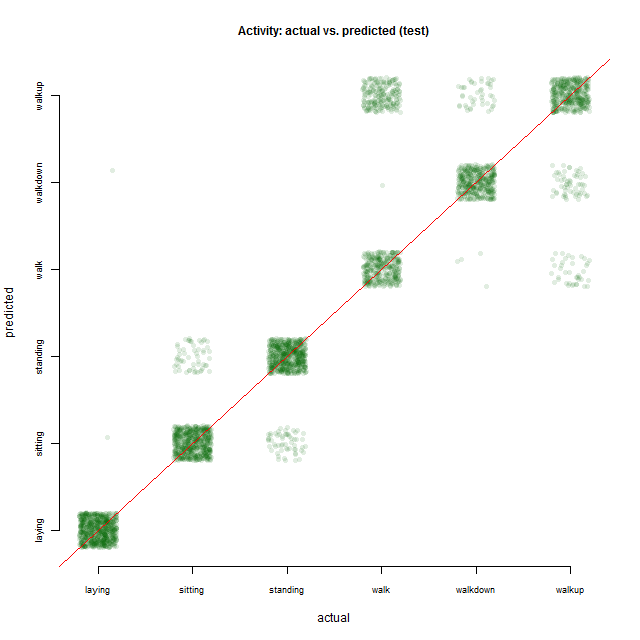 Activity: actual vs. predicted (test)
walkup
walkdown
walk
standing
sitting
laying
predicted
laying sitting standing walk walkdown walkup
actual